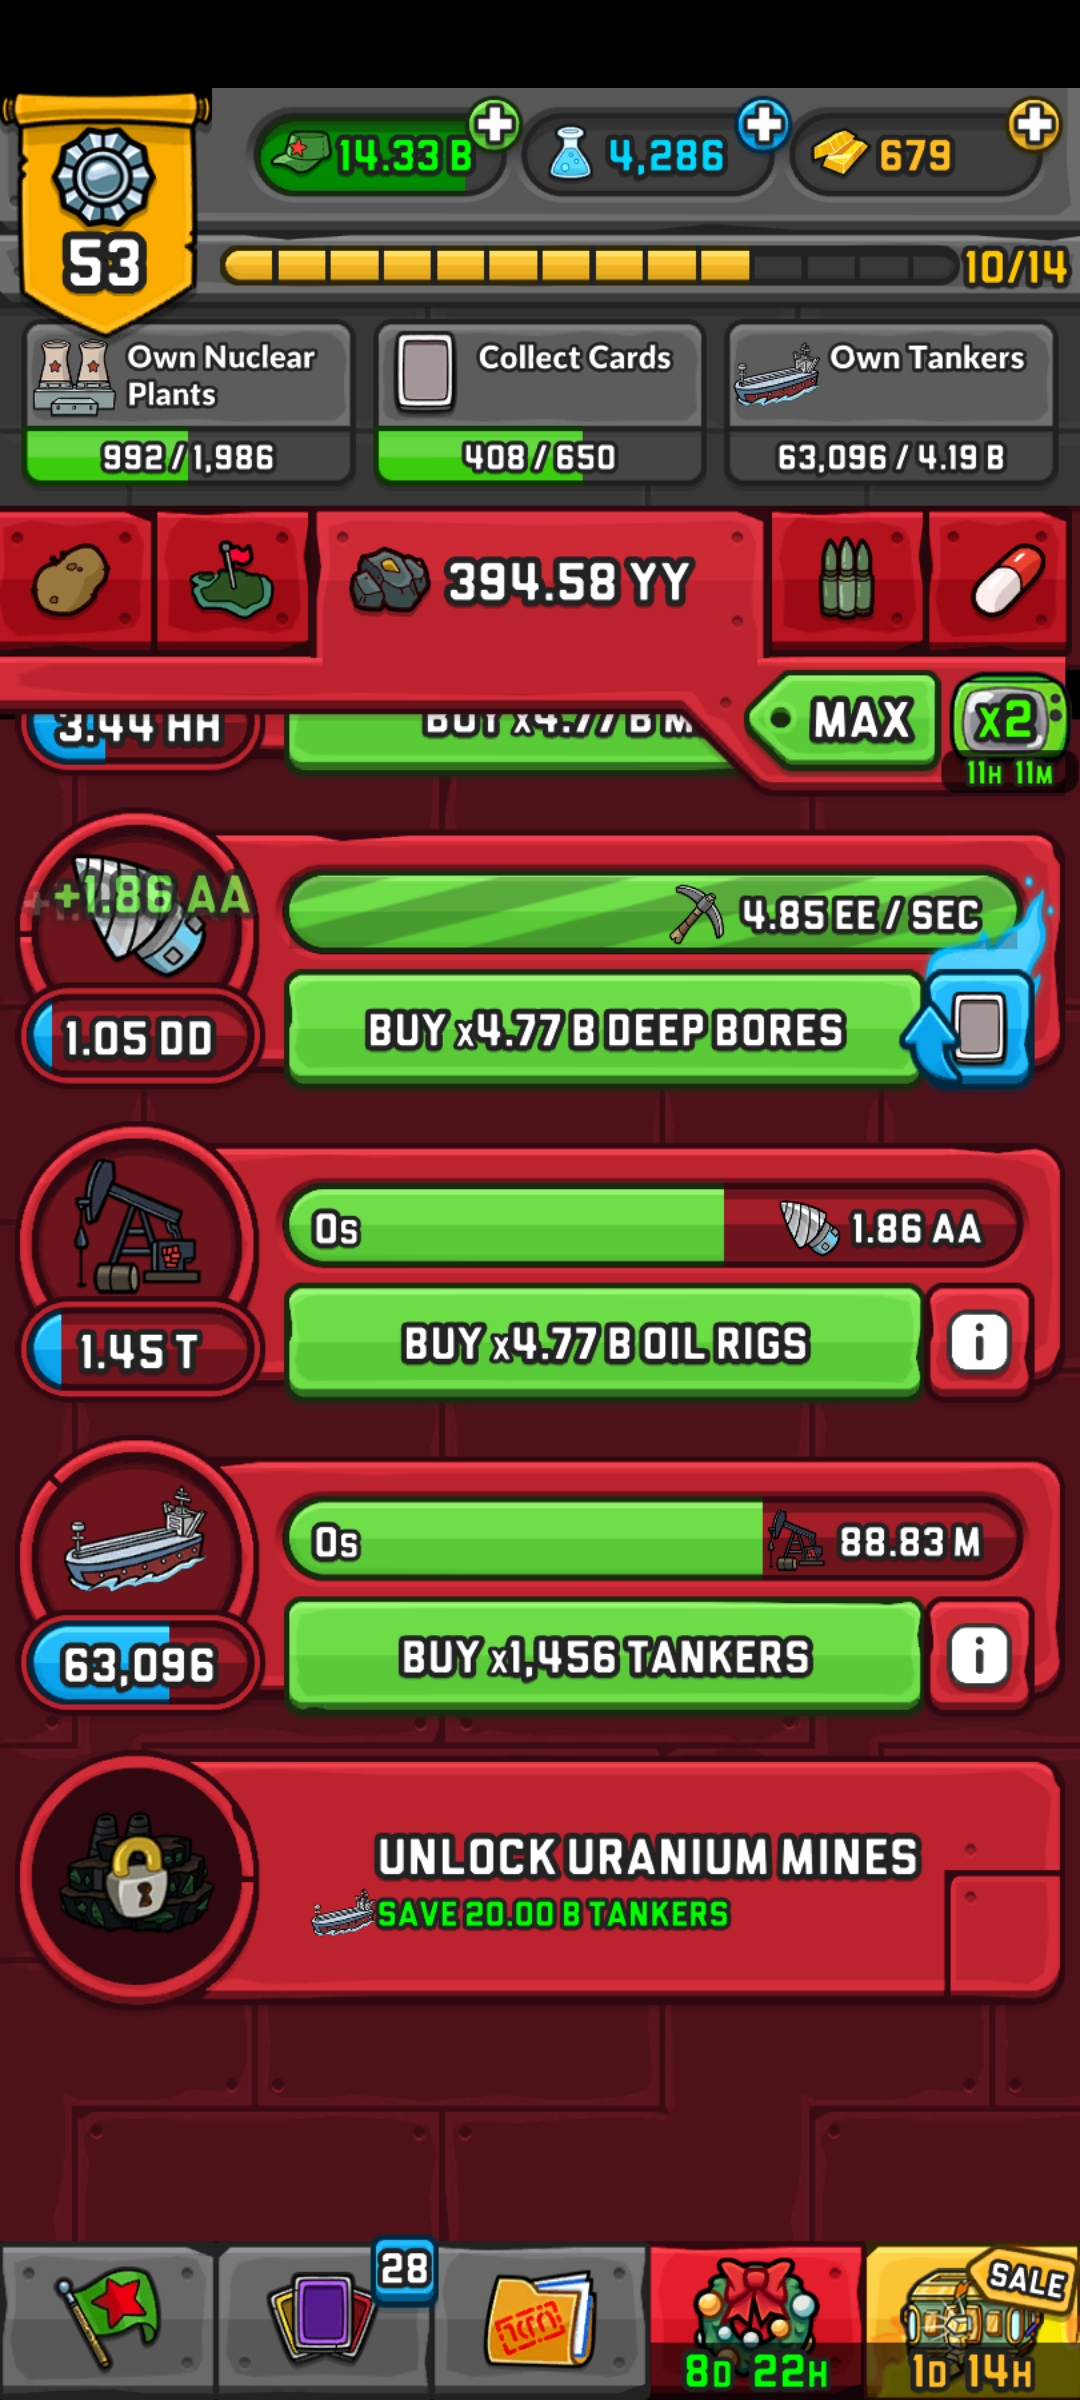 14.33 B
4,286
679
53
10/14
Own Nuclear
Plants
992/1,986
Collect Cards
408/650
Own Tankers
63,096/4.19 B
394.58 YY
MAX
x2
11H 11M
3.44 HH
BUY x4.77 B M
+1.86 AA
4.85 EE / SEC
1.05 DD
BUY x4.77 B DEEP BORES
0s
1.86 AA
1.45 T
BUY x4.77 B OIL RIGS
i
0s
88.83 M
63,096
BUY x1,456 TANKERS
i
UNLOCK URANIUM MINES
SAVE 20.00 B TANKERS
28
SALE
8D 22H
1D 14H